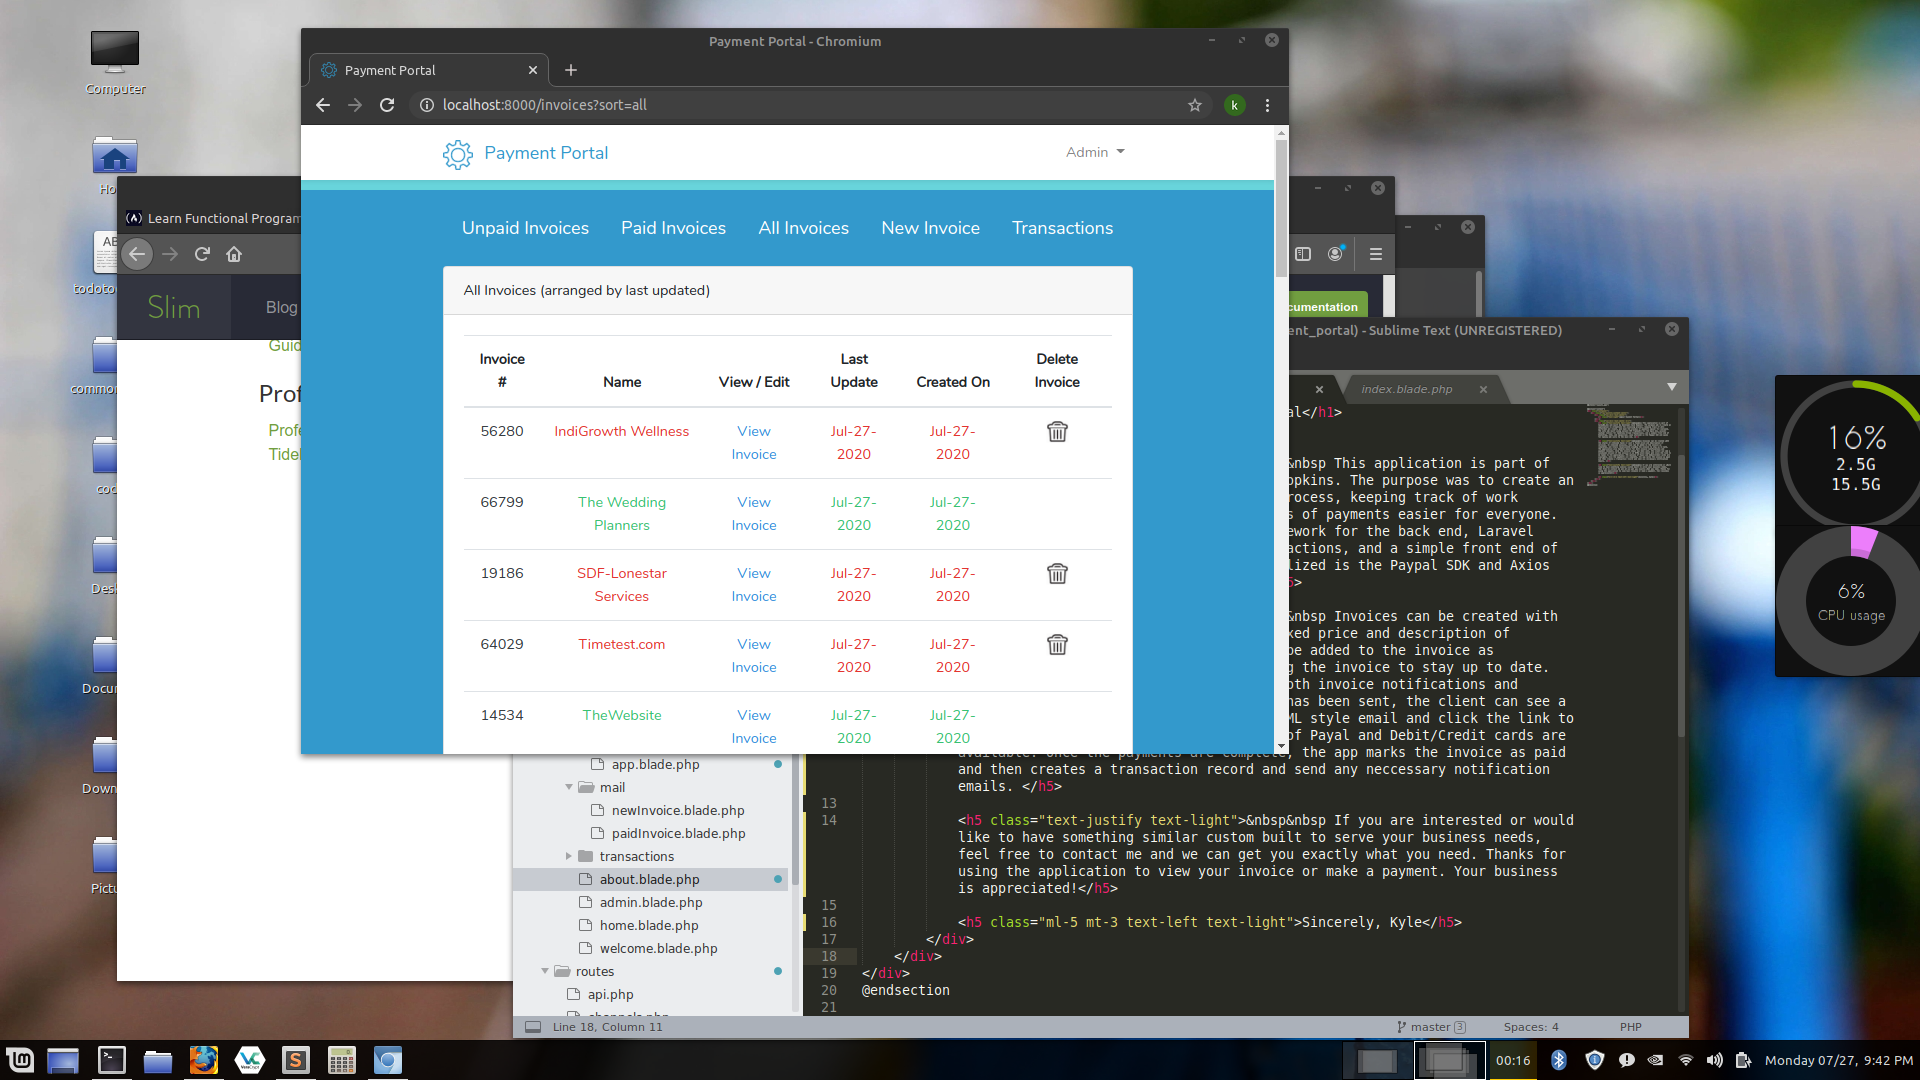 Computer
Ho
AB
todoto
common
cod
Desk
Docu
Down
Pictu
Learn Functional Program
Slim
Blog
Guid
Prof
Profe
Tidel
Payment Portal - Chromium
Payment Portal
localhost:8000/invoices?sort=all
k
Payment Portal
Admin
Unpaid Invoices Paid Invoices All Invoices New Invoice Transactions
All Invoices (arranged by last updated)
Invoice # Name View / Edit Last Update Created On Delete Invoice
56280 IndiGrowth Wellness View Invoice Jul-27-2020 Jul-27-2020
66799 The Wedding Planners View Invoice Jul-27-2020 Jul-27-2020
19186 SDF-Lonestar Services View Invoice Jul-27-2020 Jul-27-2020
64029 Timetest.com View Invoice Jul-27-2020 Jul-27-2020
14534 TheWebsite View Invoice Jul-27-2020 Jul-27-2020
cumentation
ent_portal) - Sublime Text (UNREGISTERED)
index.blade.php
al</h1>
&nbsp This application is part of
opkins. The purpose was to create an
rocess, keeping track of work
s of payments easier for everyone.
ework for the back end, Laravel
actions, and a simple front end of
lized is the Paypal SDK and Axios
5>
&nbsp Invoices can be created with
xed price and description of
be added to the invoice as
g the invoice to stay up to date.
oth invoice notifications and
has been sent, the client can see a
ML style email and click the link to
of Payal and Debit/Credit cards are
available. Once the payments are complete, the app marks the invoice as paid
and then creates a transaction record and send any neccessary notification
emails. </h5>
13
14 <h5 class="text-justify text-light">&nbsp&nbsp If you are interested or would
like to have something similar custom built to serve your business needs,
feel free to contact me and we can get you exactly what you need. Thanks for
using the application to view your invoice or make a payment. Your business
is appreciated!</h5>
15
16 <h5 class="ml-5 mt-3 text-left text-light">Sincerely, Kyle</h5>
17 </div>
18 </div>
19 </div>
20 @endsection
21
app.blade.php
mail
newInvoice.blade.php
paidInvoice.blade.php
transactions
about.blade.php
admin.blade.php
home.blade.php
welcome.blade.php
routes
api.php
channels.php
Line 18, Column 11
master 3
Spaces: 4
PHP
16%
2.5G
15.5G
6%
CPU usage
00:16
Monday 07/27, 9:42 PM